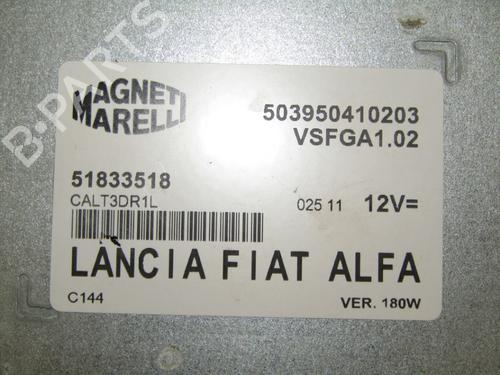 B-PARTS
MAGNETI
MARELLI
503950410203
VSFGA1.02
51833518
CALT3DR1L
025 11 12V=
LANCIA FIAT ALFA
C144
VER. 180W